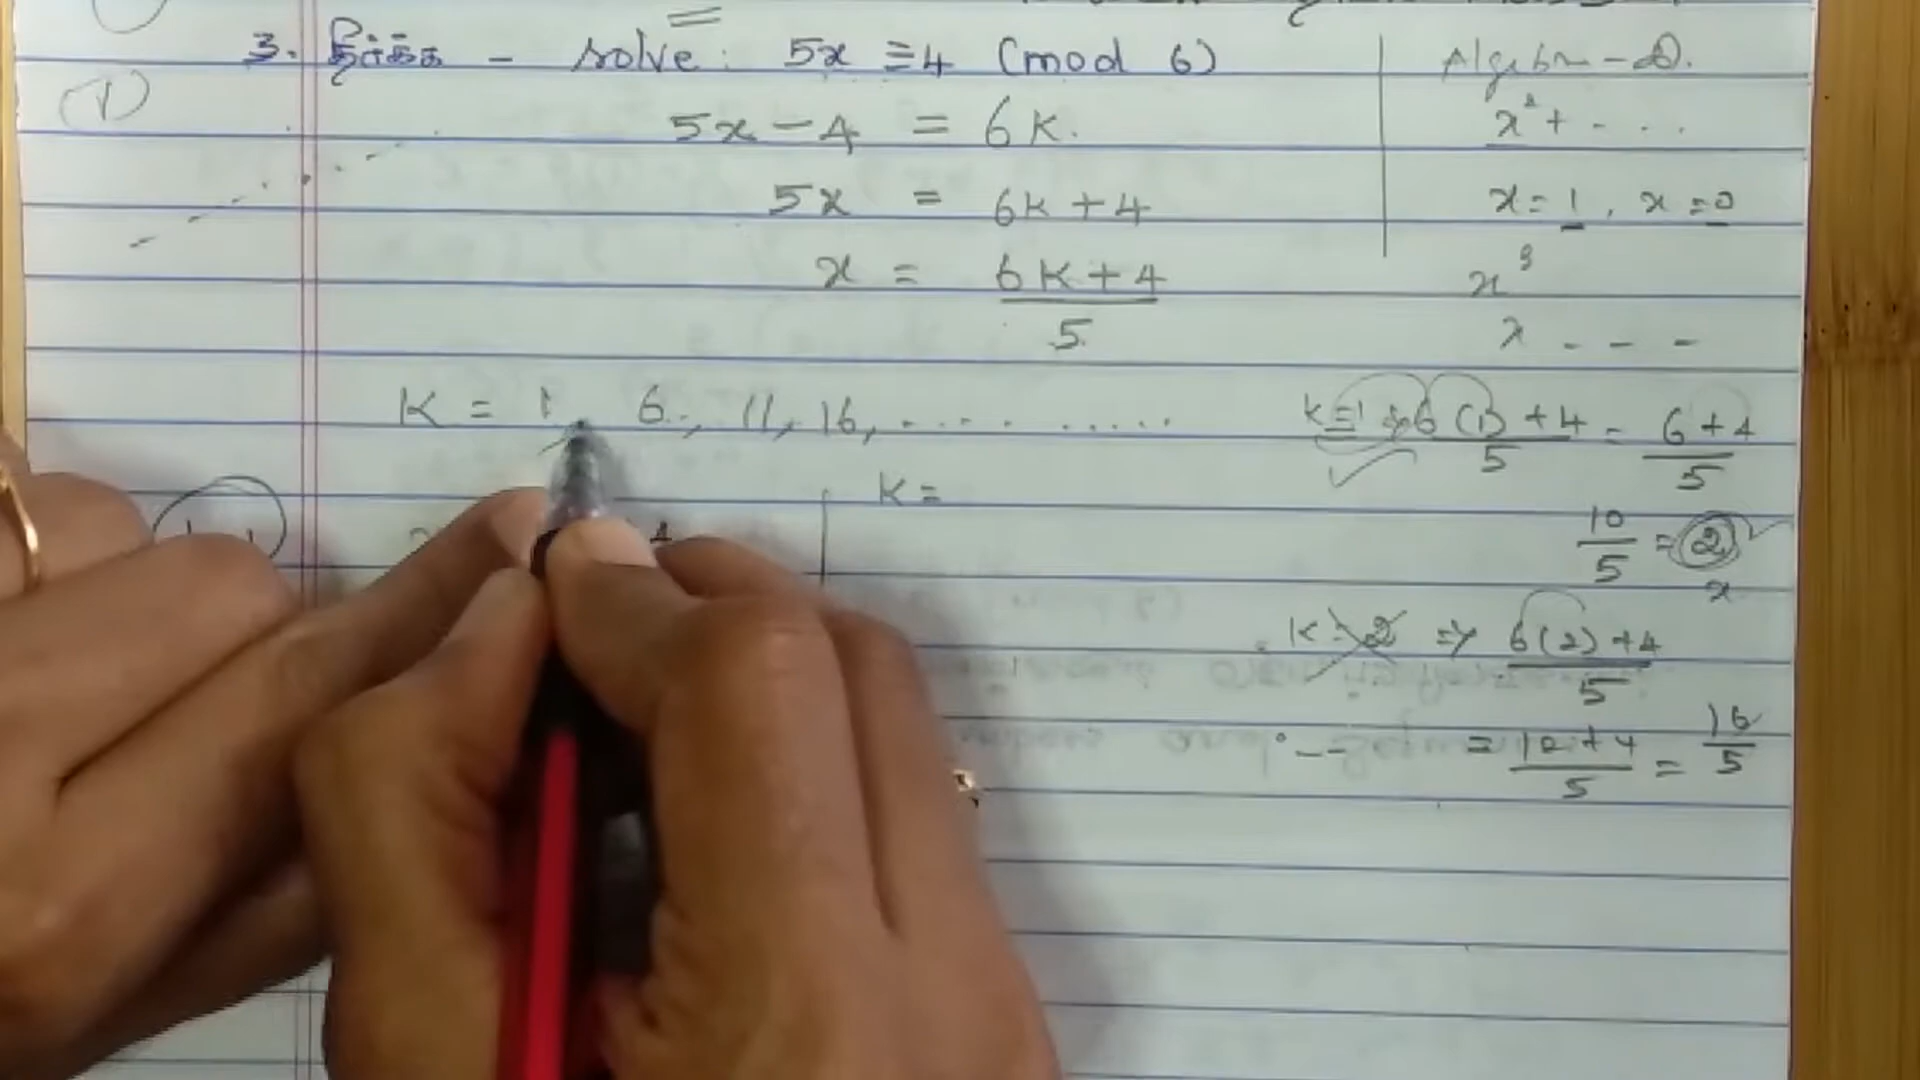 3. தீர்க்க - solve: 5x ≡ 4 (mod 6)
5x - 4 = 6k.
5x = 6k + 4
x = 6k + 4
5
K = 1, 6, 11, 16, .... .....
K =
Algebra -
x² + - . .
x = 1, x = 0
x³
x - - -
k = 1 ⇒ 6(1) + 4 = 6 + 4
5 5
10 = 2
5 x
k = 2 ⇒ 6(2) + 4
5
= 12 + 4 = 16
5 5